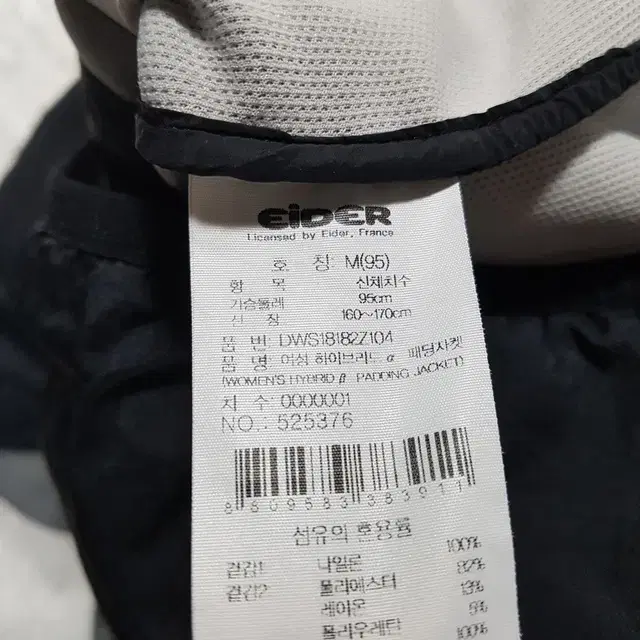 EiDER
Licensed by Eider, France
호 칭 M(95)
항 목 신체치수
가슴둘레 95cm
신 장 160~170cm
품 번: DWS18182Z104
품 명: 여성 하이브리드 α 패딩자켓
(WOMEN'S HYBRID β PADDING JACKET)
차 수: 0000001
NO.: 525376
8809583383911
섬유의 혼용률
겉감1 나일론 100%
겉감2 폴리에스터 82%
레이온 13%
폴리우레탄 5%